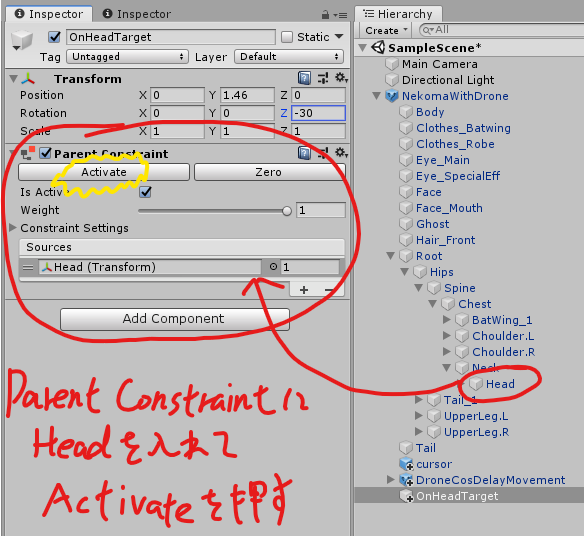 Inspector
Inspector
OnHeadTarget
Static
Tag Untagged Layer Default
Transform
Position X 0 Y 1.46 Z 0
Rotation X 0 Y 0 Z -30
Scale X 1 Y 1 Z 1
Parent Constraint
Activate
Zero
Is Active
Weight 1
Constraint Settings
Sources
Head (Transform) 1
Add Component
Parent Constraintに
Headを入れて
Activateを押す
Hierarchy
Create All
SampleScene*
Main Camera
Directional Light
NekomaWithDrone
Body
Clothes_Batwing
Clothes_Robe
Eye_Main
Eye_SpecialEff
Face
Face_Mouth
Ghost
Hair_Front
Root
Hips
Spine
Chest
BatWing_1
Choulder.L
Choulder.R
Neck
Head
Tail_1
UpperLeg.L
UpperLeg.R
Tail
cursor
DroneCosDelayMovement
OnHeadTarget